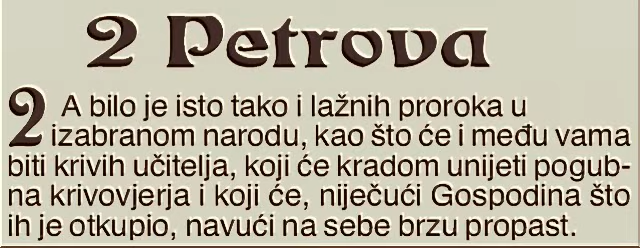 2 Petrova
2 A bilo je isto tako i lažnih proroka u
izabranom narodu, kao što će i među vama
biti krivih učitelja, koji će kradom unijeti pogub-
na krivovjerja i koji će, niječući Gospodina što
ih je otkupio, navući na sebe brzu propast.